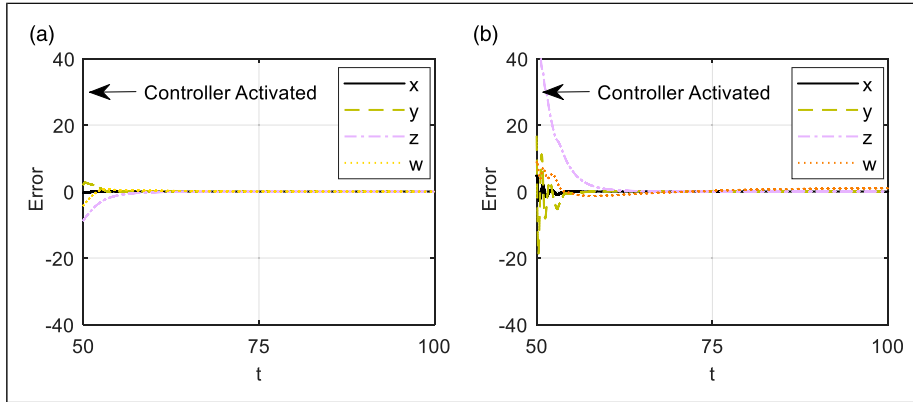 (a)
40
20
0
-20
-40
Error
Controller Activated
x
y
z
w
50
75
100
t
(b)
40
20
0
-20
-40
Error
Controller Activated
x
y
z
w
50
75
100
t